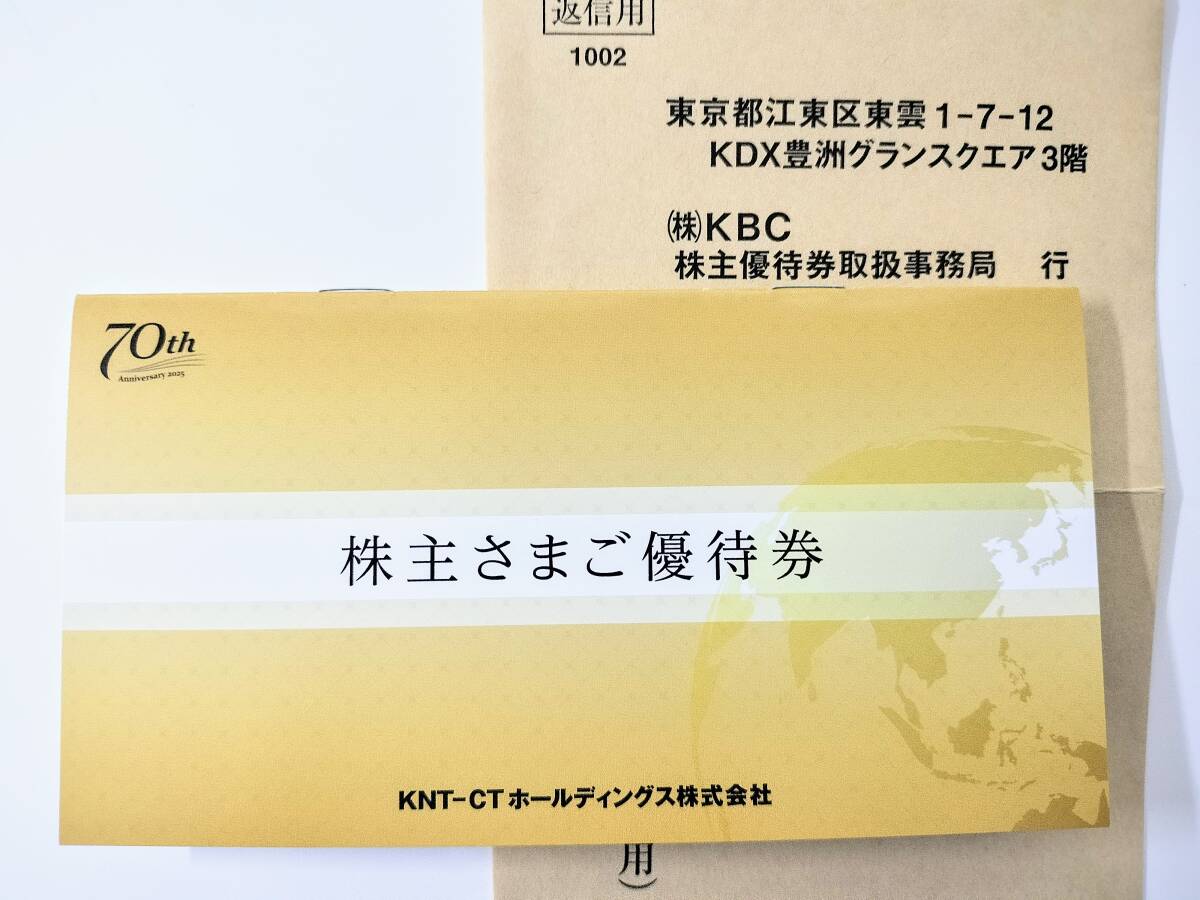 返信用
1002
東京都江東区東雲1-7-12
KDX豊洲グランスクエア3階
(株)KBC
株主優待券取扱事務局 行
70th
Anniversary 2025
株主さまご優待券
KNT-CTホールディングス株式会社
用)